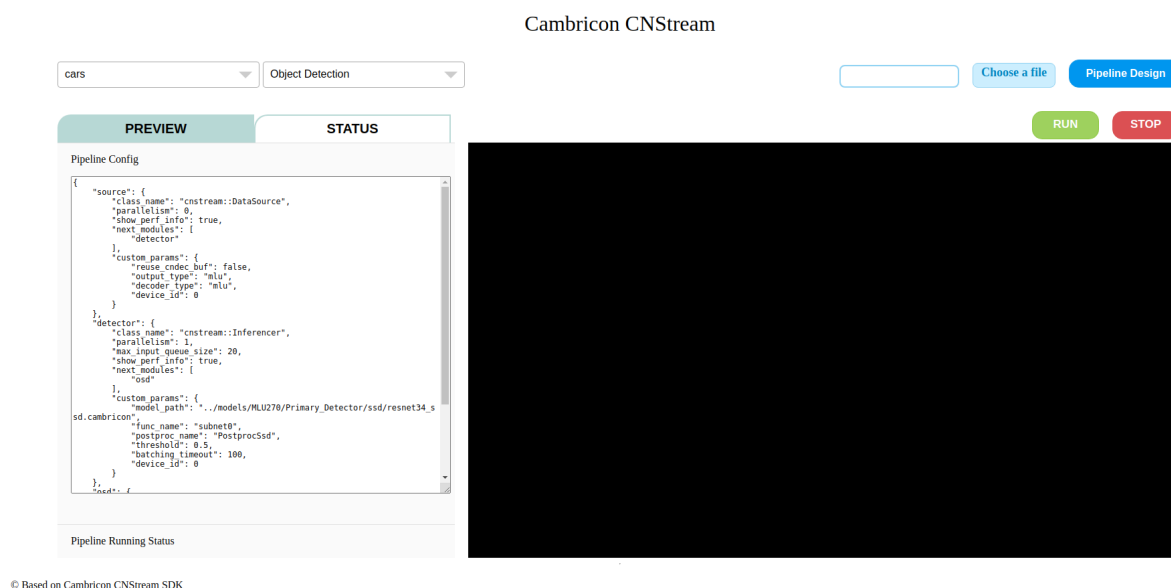 Cambricon CNStream
cars
Object Detection
Choose a file
Pipeline Design
PREVIEW
STATUS
RUN
STOP
Pipeline Config
{
    "source": {
        "class_name": "cnstream::DataSource",
        "parallelism": 0,
        "show_perf_info": true,
        "next_modules": [
            "detector"
        ],
        "custom_params": {
            "reuse_cndec_buf": false,
            "output_type": "mlu",
            "decoder_type": "mlu",
            "device_id": 0
        }
    },
    "detector": {
        "class_name": "cnstream::Inferencer",
        "parallelism": 1,
        "max_input_queue_size": 20,
        "show_perf_info": true,
        "next_modules": [
            "osd"
        ],
        "custom_params": {
            "model_path": "../models/MLU270/Primary_Detector/ssd/resnet34_s
sd.cambricon",
            "func_name": "subnet0",
            "postproc_name": "PostprocSsd",
            "threshold": 0.5,
            "batching_timeout": 100,
            "device_id": 0
        }
    },
    "osd": {
Pipeline Running Status
© Based on Cambricon CNStream SDK